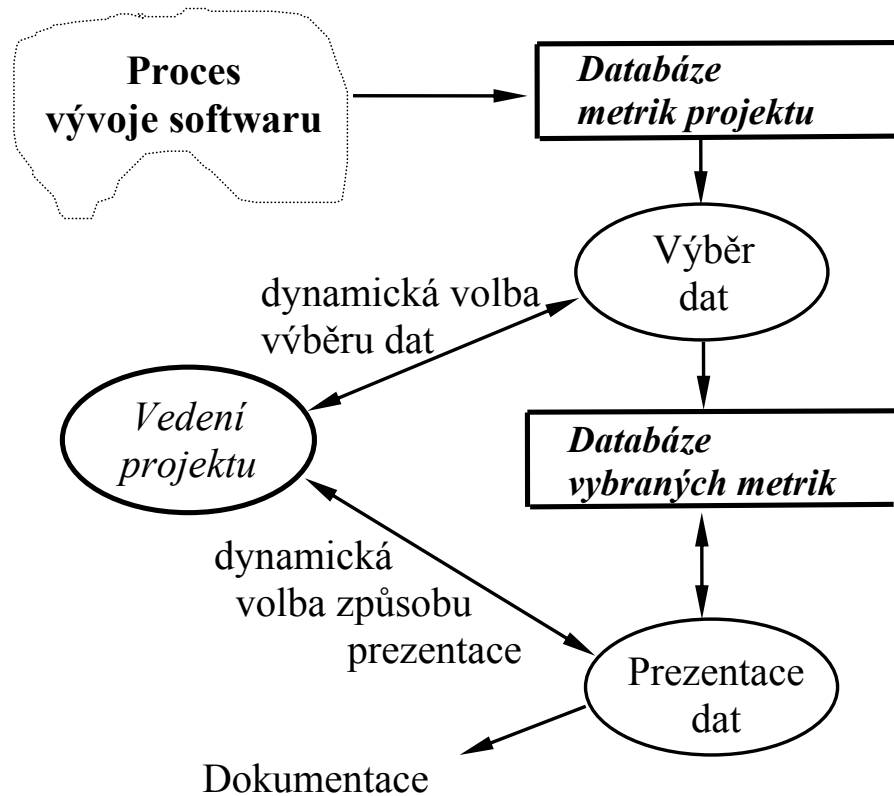 Proces
vývoje softwaru
Databáze
metrik projektu
Výběr
dat
dynamická volba
výběru dat
Vedení
projektu
Databáze
vybraných metrik
dynamická
volba způsobu
prezentace
Prezentace
dat
Dokumentace